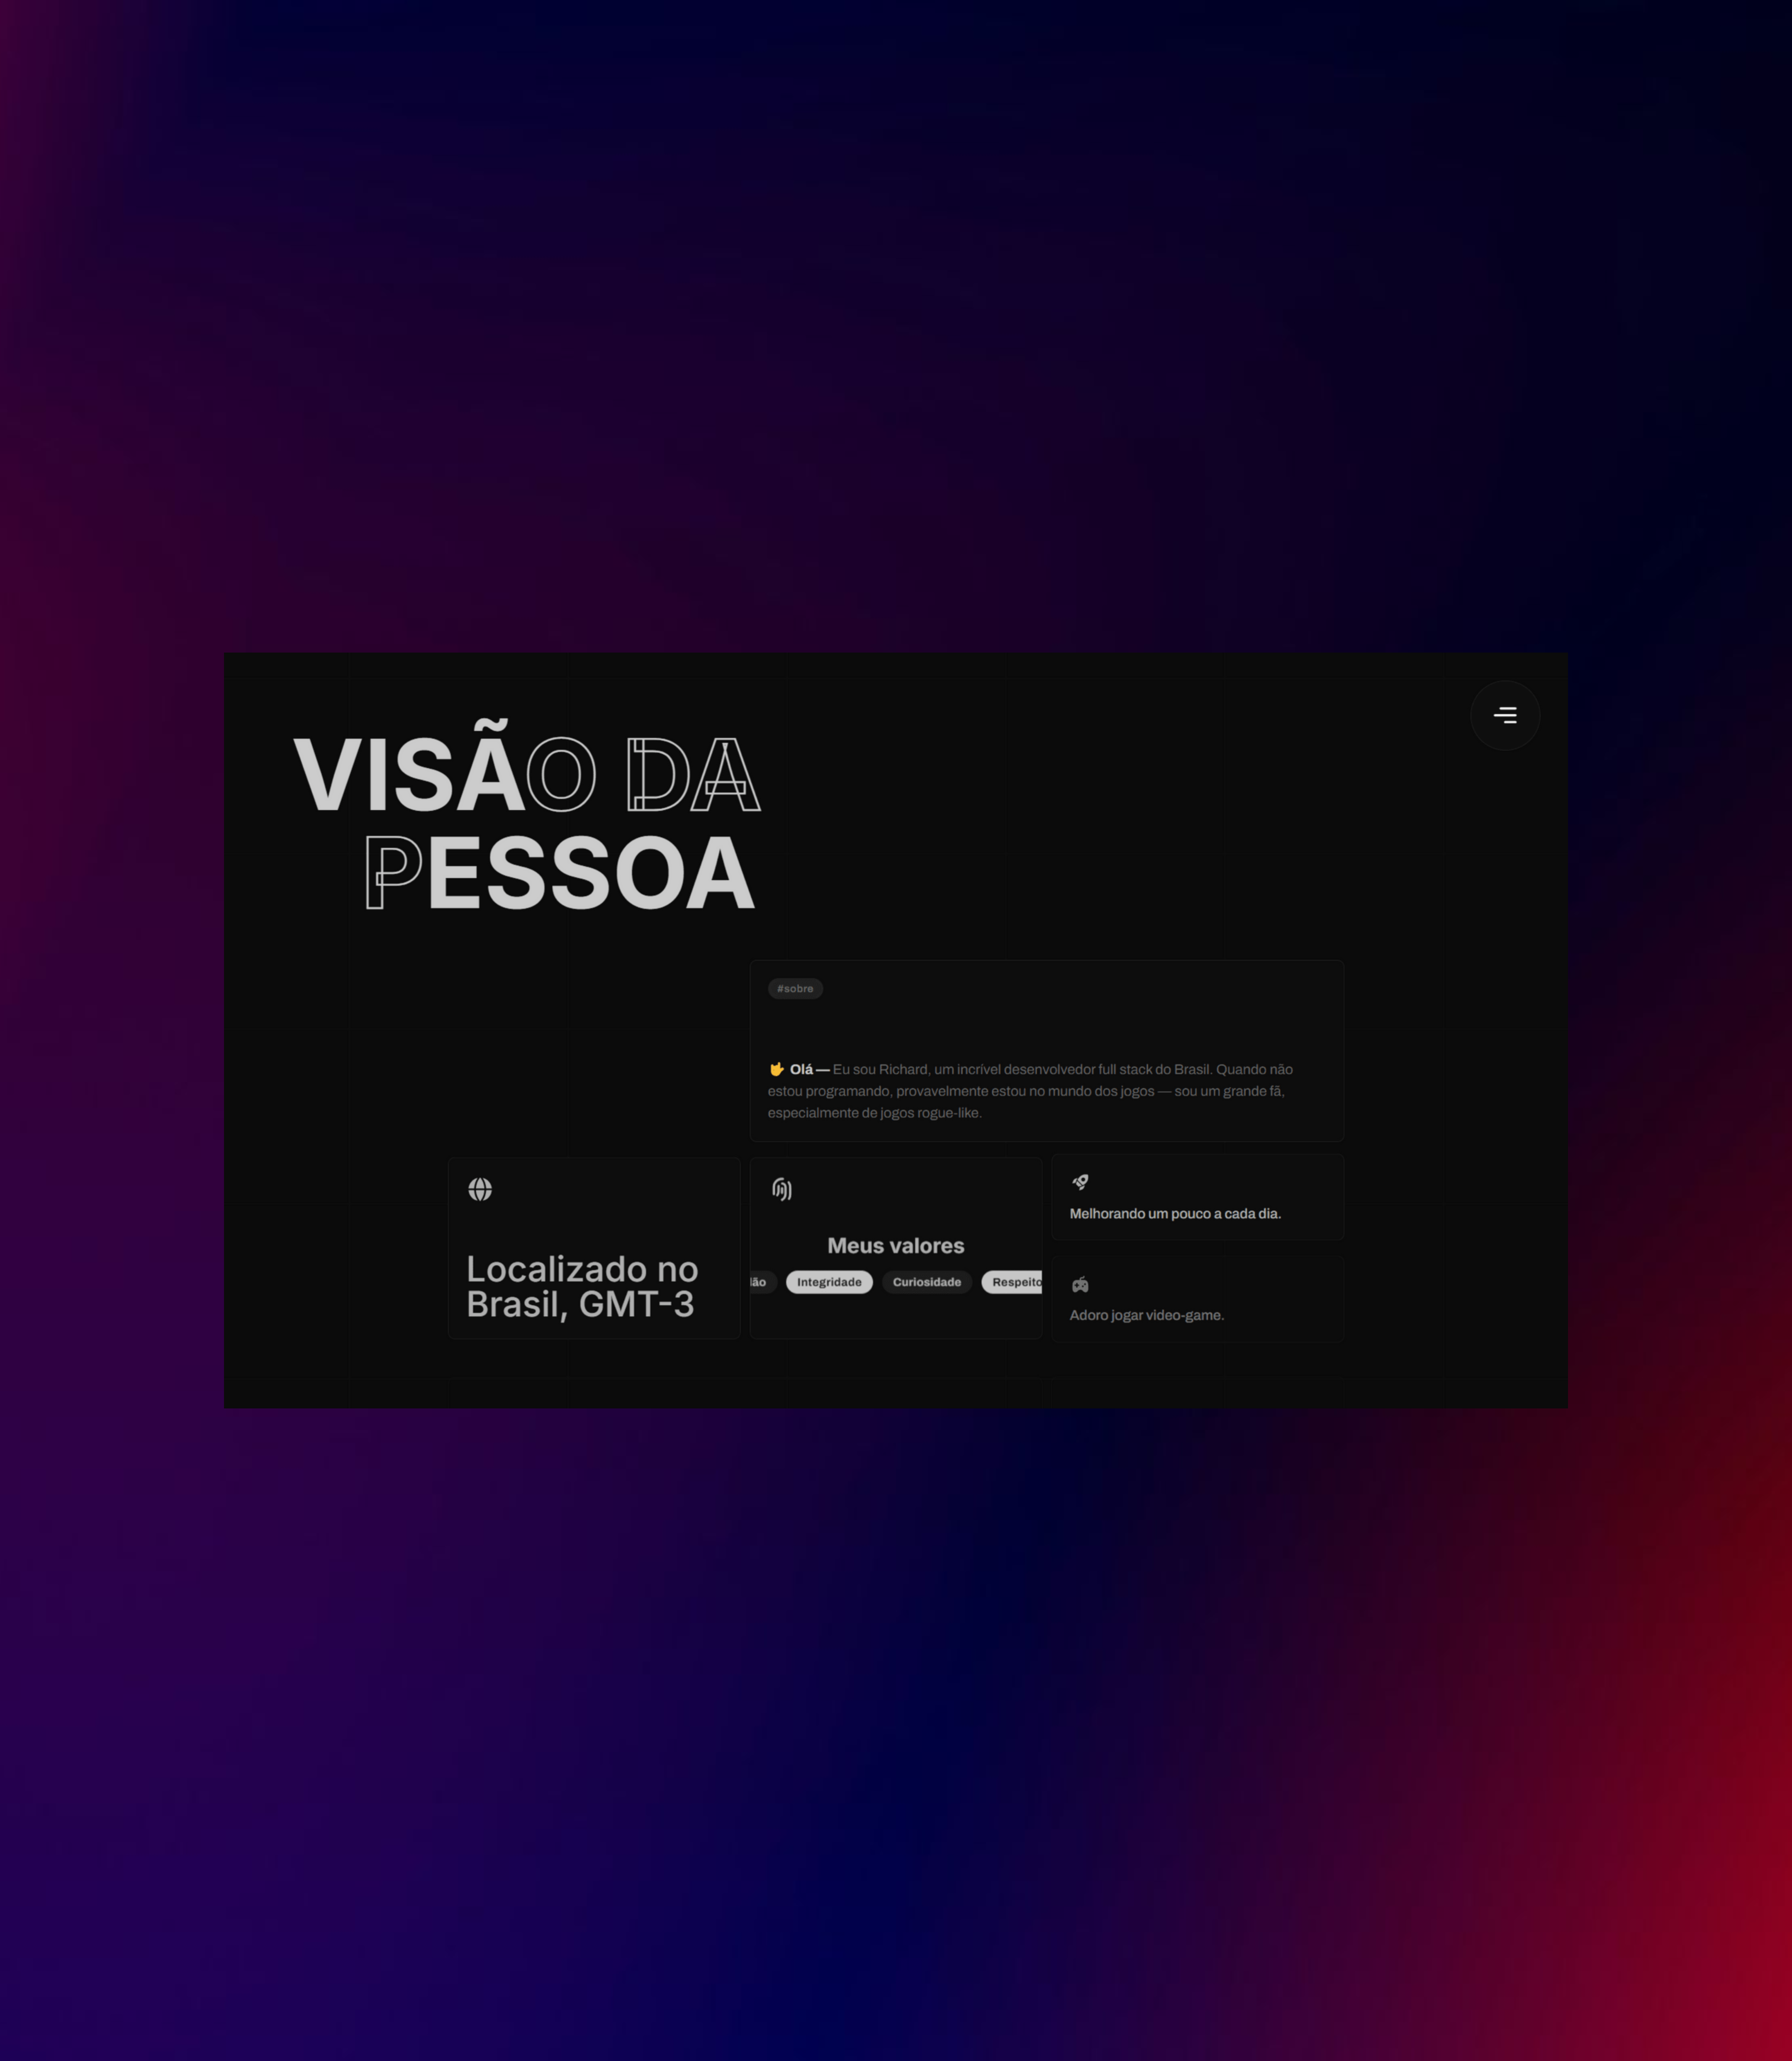 VISÃO DA
PESSOA
#sobre
🤟 Olá — Eu sou Richard, um incrível desenvolvedor full stack do Brasil. Quando não
estou programando, provavelmente estou no mundo dos jogos — sou um grande fã,
especialmente de jogos rogue-like.
Localizado no
Brasil, GMT-3
Meus valores
Integridade Curiosidade Respeito
Melhorando um pouco a cada dia.
Adoro jogar video-game.